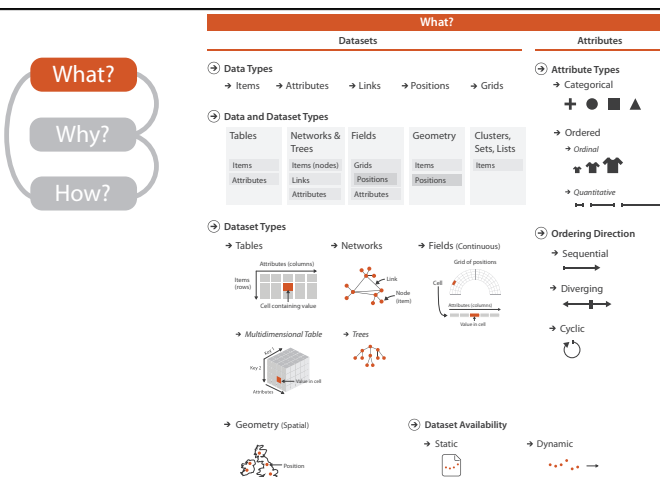 What?
Why?
How?
What?
Datasets
Attributes
Data Types
Items
Attributes
Links
Positions
Grids
Data and Dataset Types
Tables
Items
Attributes
Networks &
Trees
Items (nodes)
Links
Attributes
Fields
Grids
Positions
Attributes
Geometry
Items
Positions
Clusters,
Sets, Lists
Items
Dataset Types
Tables
Attributes (columns)
Items
(rows)
Cell containing value
Networks
Link
Node
(item)
Fields (Continuous)
Grid of positions
Cell
Attributes (columns)
Value in cell
Multidimensional Table
Key 1
Key 2
Value in cell
Attributes
Trees
Geometry (Spatial)
Position
Dataset Availability
Static
Dynamic
Attribute Types
Categorical
Ordered
Ordinal
Quantitative
Ordering Direction
Sequential
Diverging
Cyclic